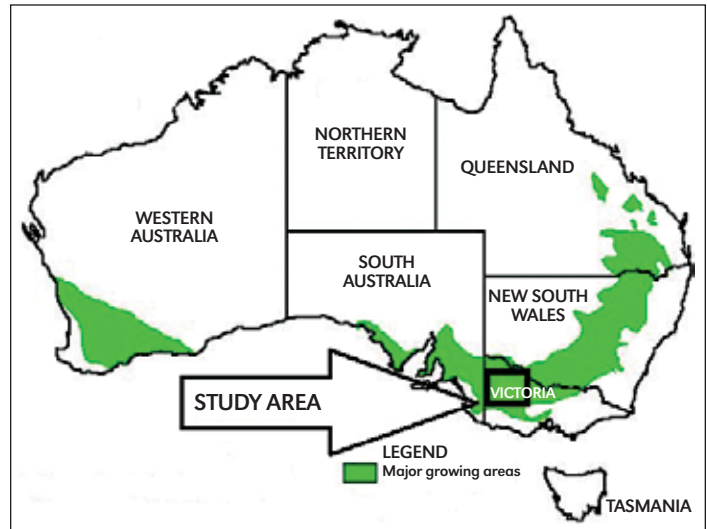 NORTHERN
TERRITORY
QUEENSLAND
WESTERN
AUSTRALIA
SOUTH
AUSTRALIA
NEW SOUTH
WALES
VICTORIA
STUDY AREA
LEGEND
Major growing areas
TASMANIA